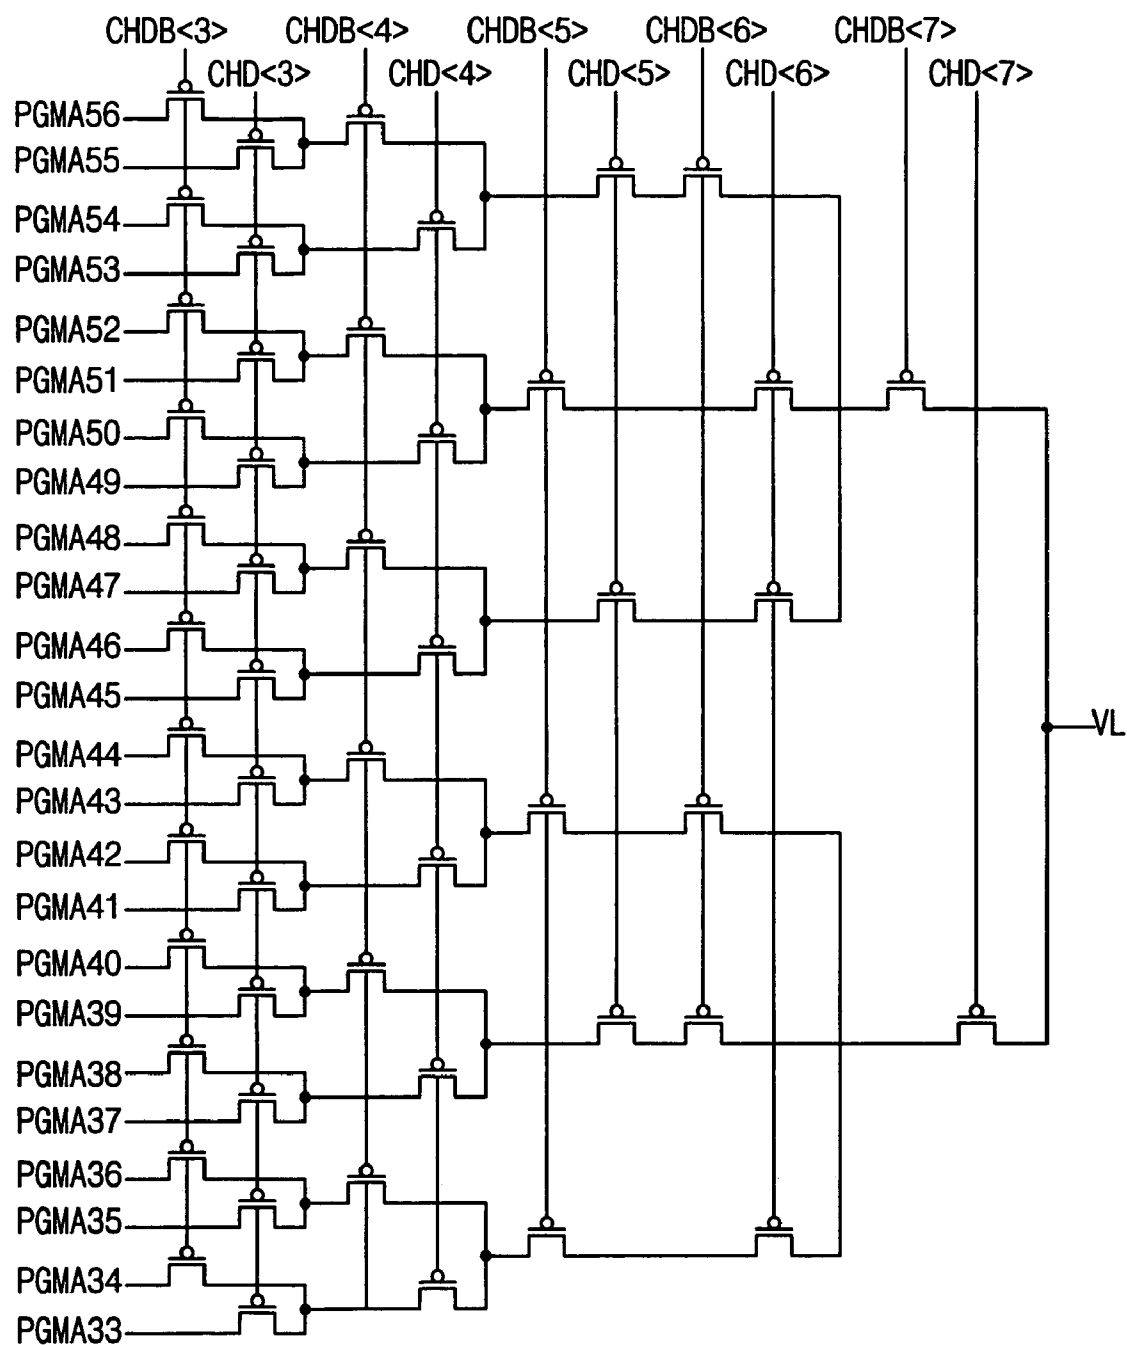 CHDB<3> CHDB<4> CHDB<5> CHDB<6> CHDB<7>
CHD<3> CHD<4> CHD<5> CHD<6> CHD<7>
PGMA56
PGMA55
PGMA54
PGMA53
PGMA52
PGMA51
PGMA50
PGMA49
PGMA48
PGMA47
PGMA46
PGMA45
VL
PGMA44
PGMA43
PGMA42
PGMA41
PGMA40
PGMA39
PGMA38
PGMA37
PGMA36
PGMA35
PGMA34
PGMA33